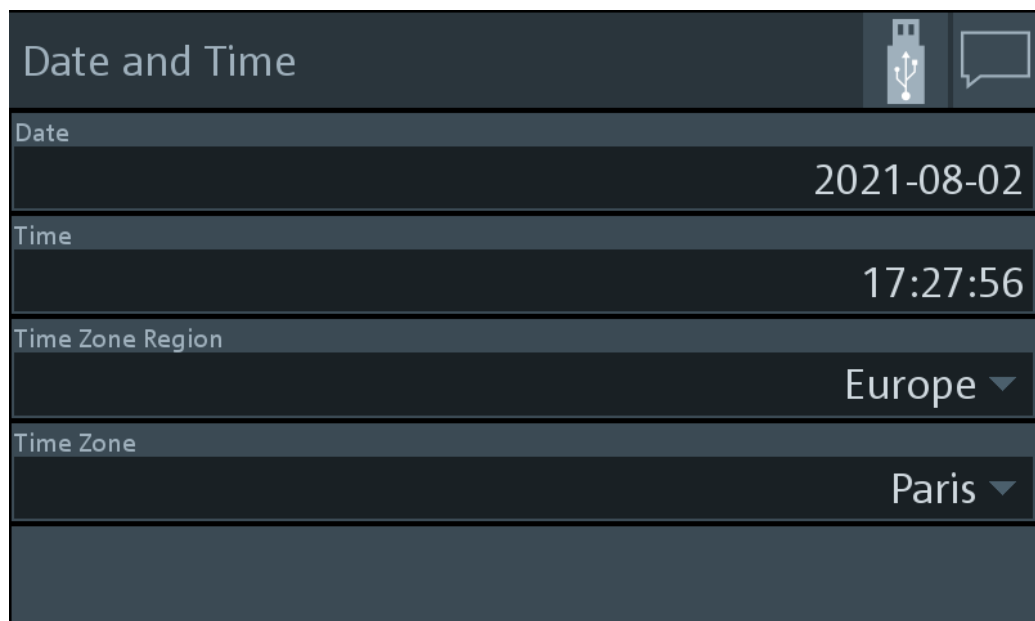 Date and Time
Date
2021-08-02
Time
17:27:56
Time Zone Region
Europe
Time Zone
Paris